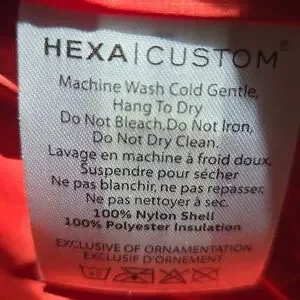 HEXA|CUSTOM®
Machine Wash Cold Gentle,
Hang To Dry
Do Not Bleach, Do Not Iron,
Do Not Dry Clean.
Lavage en machine à froid doux,
Suspendre pour sécher
Ne pas blanchir, ne pas repasser,
Ne pas nettoyer à sec.
100% Nylon Shell
100% Polyester Insulation
EXCLUSIVE OF ORNAMENTATION
EXCLUSIF D'ORNEMENT